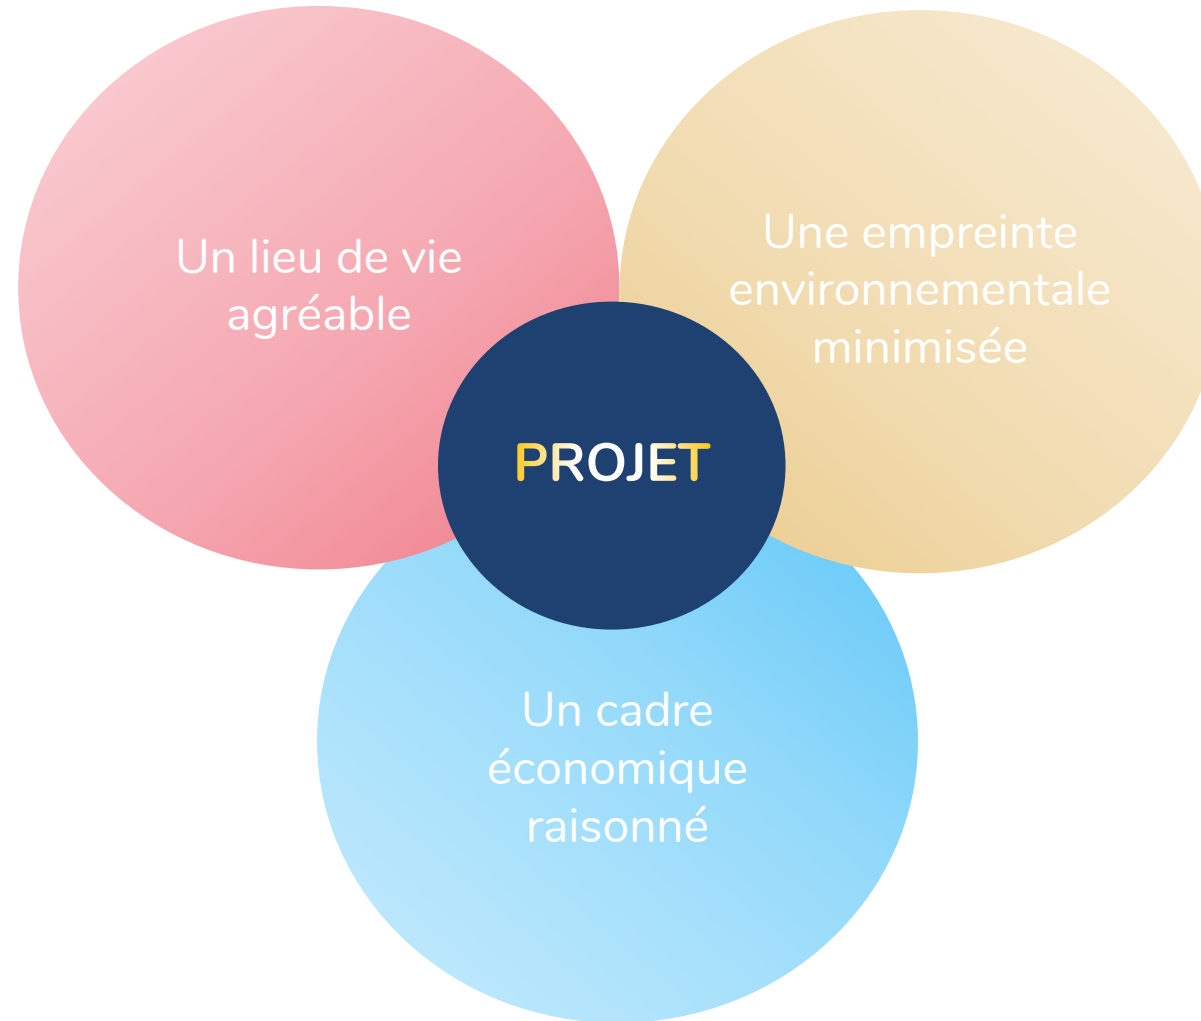 Un lieu de vie
agréable
Une empreinte
environnementale
minimisée
PROJET
Un cadre
économique
raisonné